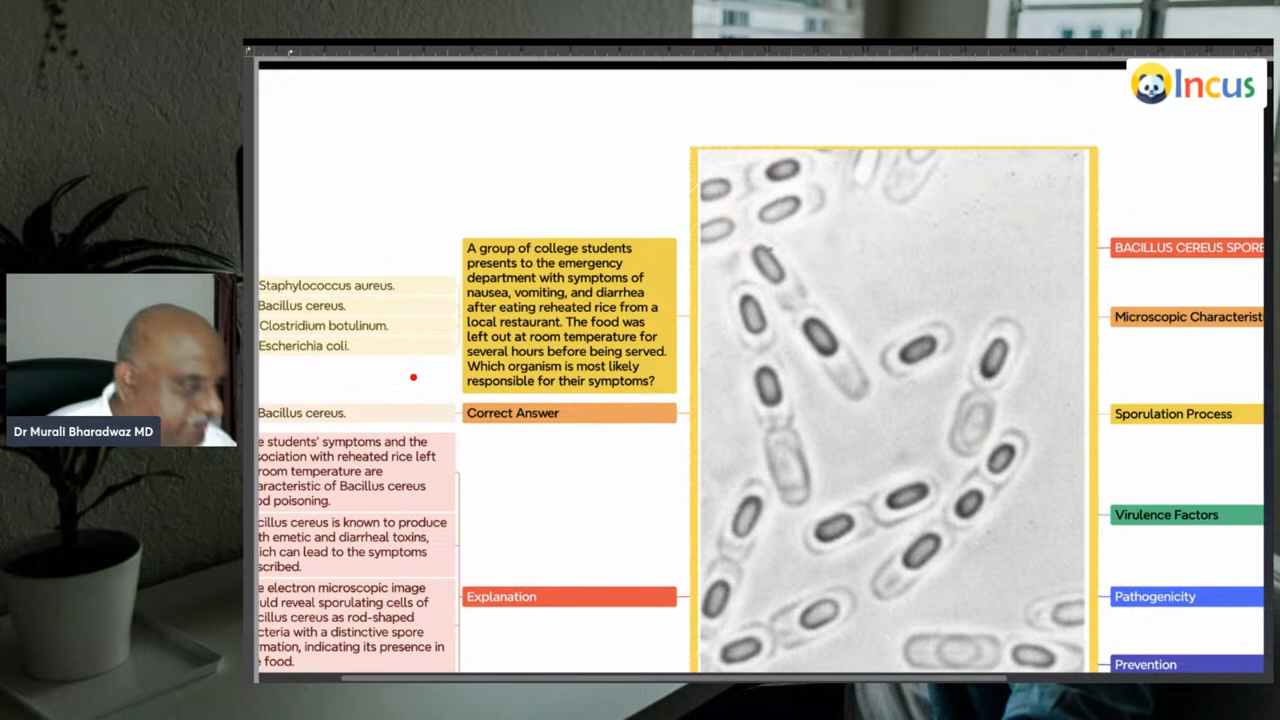 Incus
A group of college students
presents to the emergency
department with symptoms of
nausea, vomiting, and diarrhea
after eating reheated rice from a
local restaurant. The food was
left out at room temperature for
several hours before being served.
Which organism is most likely
responsible for their symptoms?
Staphylococcus aureus.
Bacillus cereus.
Clostridium botulinum.
Escherichia coli.
Bacillus cereus.
Correct Answer
e students' symptoms and the
sociation with reheated rice left
room temperature are
aracteristic of Bacillus cereus
od poisoning.
cillus cereus is known to produce
th emetic and diarrheal toxins,
ich can lead to the symptoms
scribed.
e electron microscopic image
uld reveal sporulating cells of
cillus cereus as rod-shaped
cteria with a distinctive spore
rmation, indicating its presence in
e food.
Explanation
BACILLUS CEREUS SPORE
Microscopic Characterist
Sporulation Process
Virulence Factors
Pathogenicity
Prevention
Dr Murali Bharadwaz MD